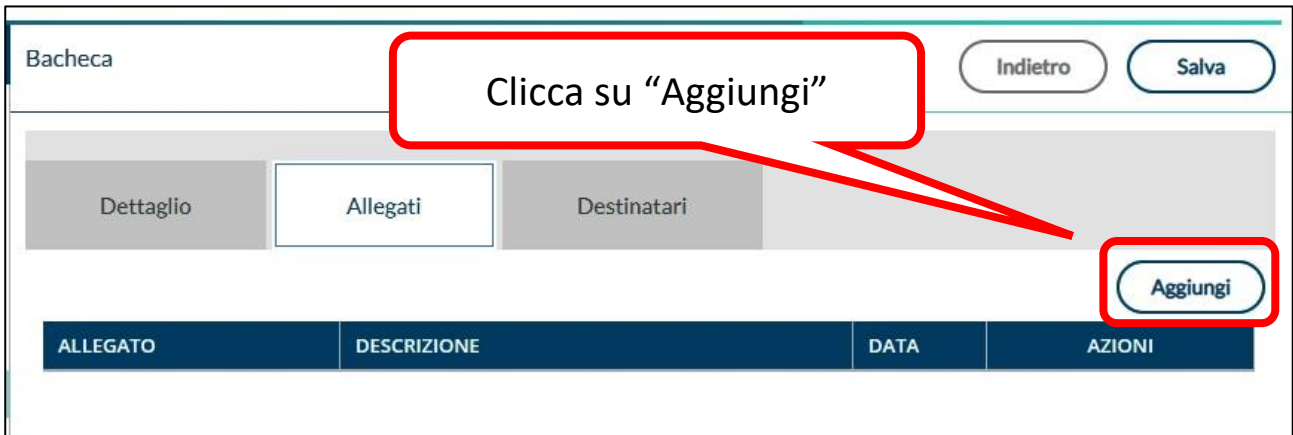 Bacheca
Clicca su “Aggiungi”
Indietro
Salva
Dettaglio
Allegati
Destinatari
Aggiungi
ALLEGATO
DESCRIZIONE
DATA
AZIONI